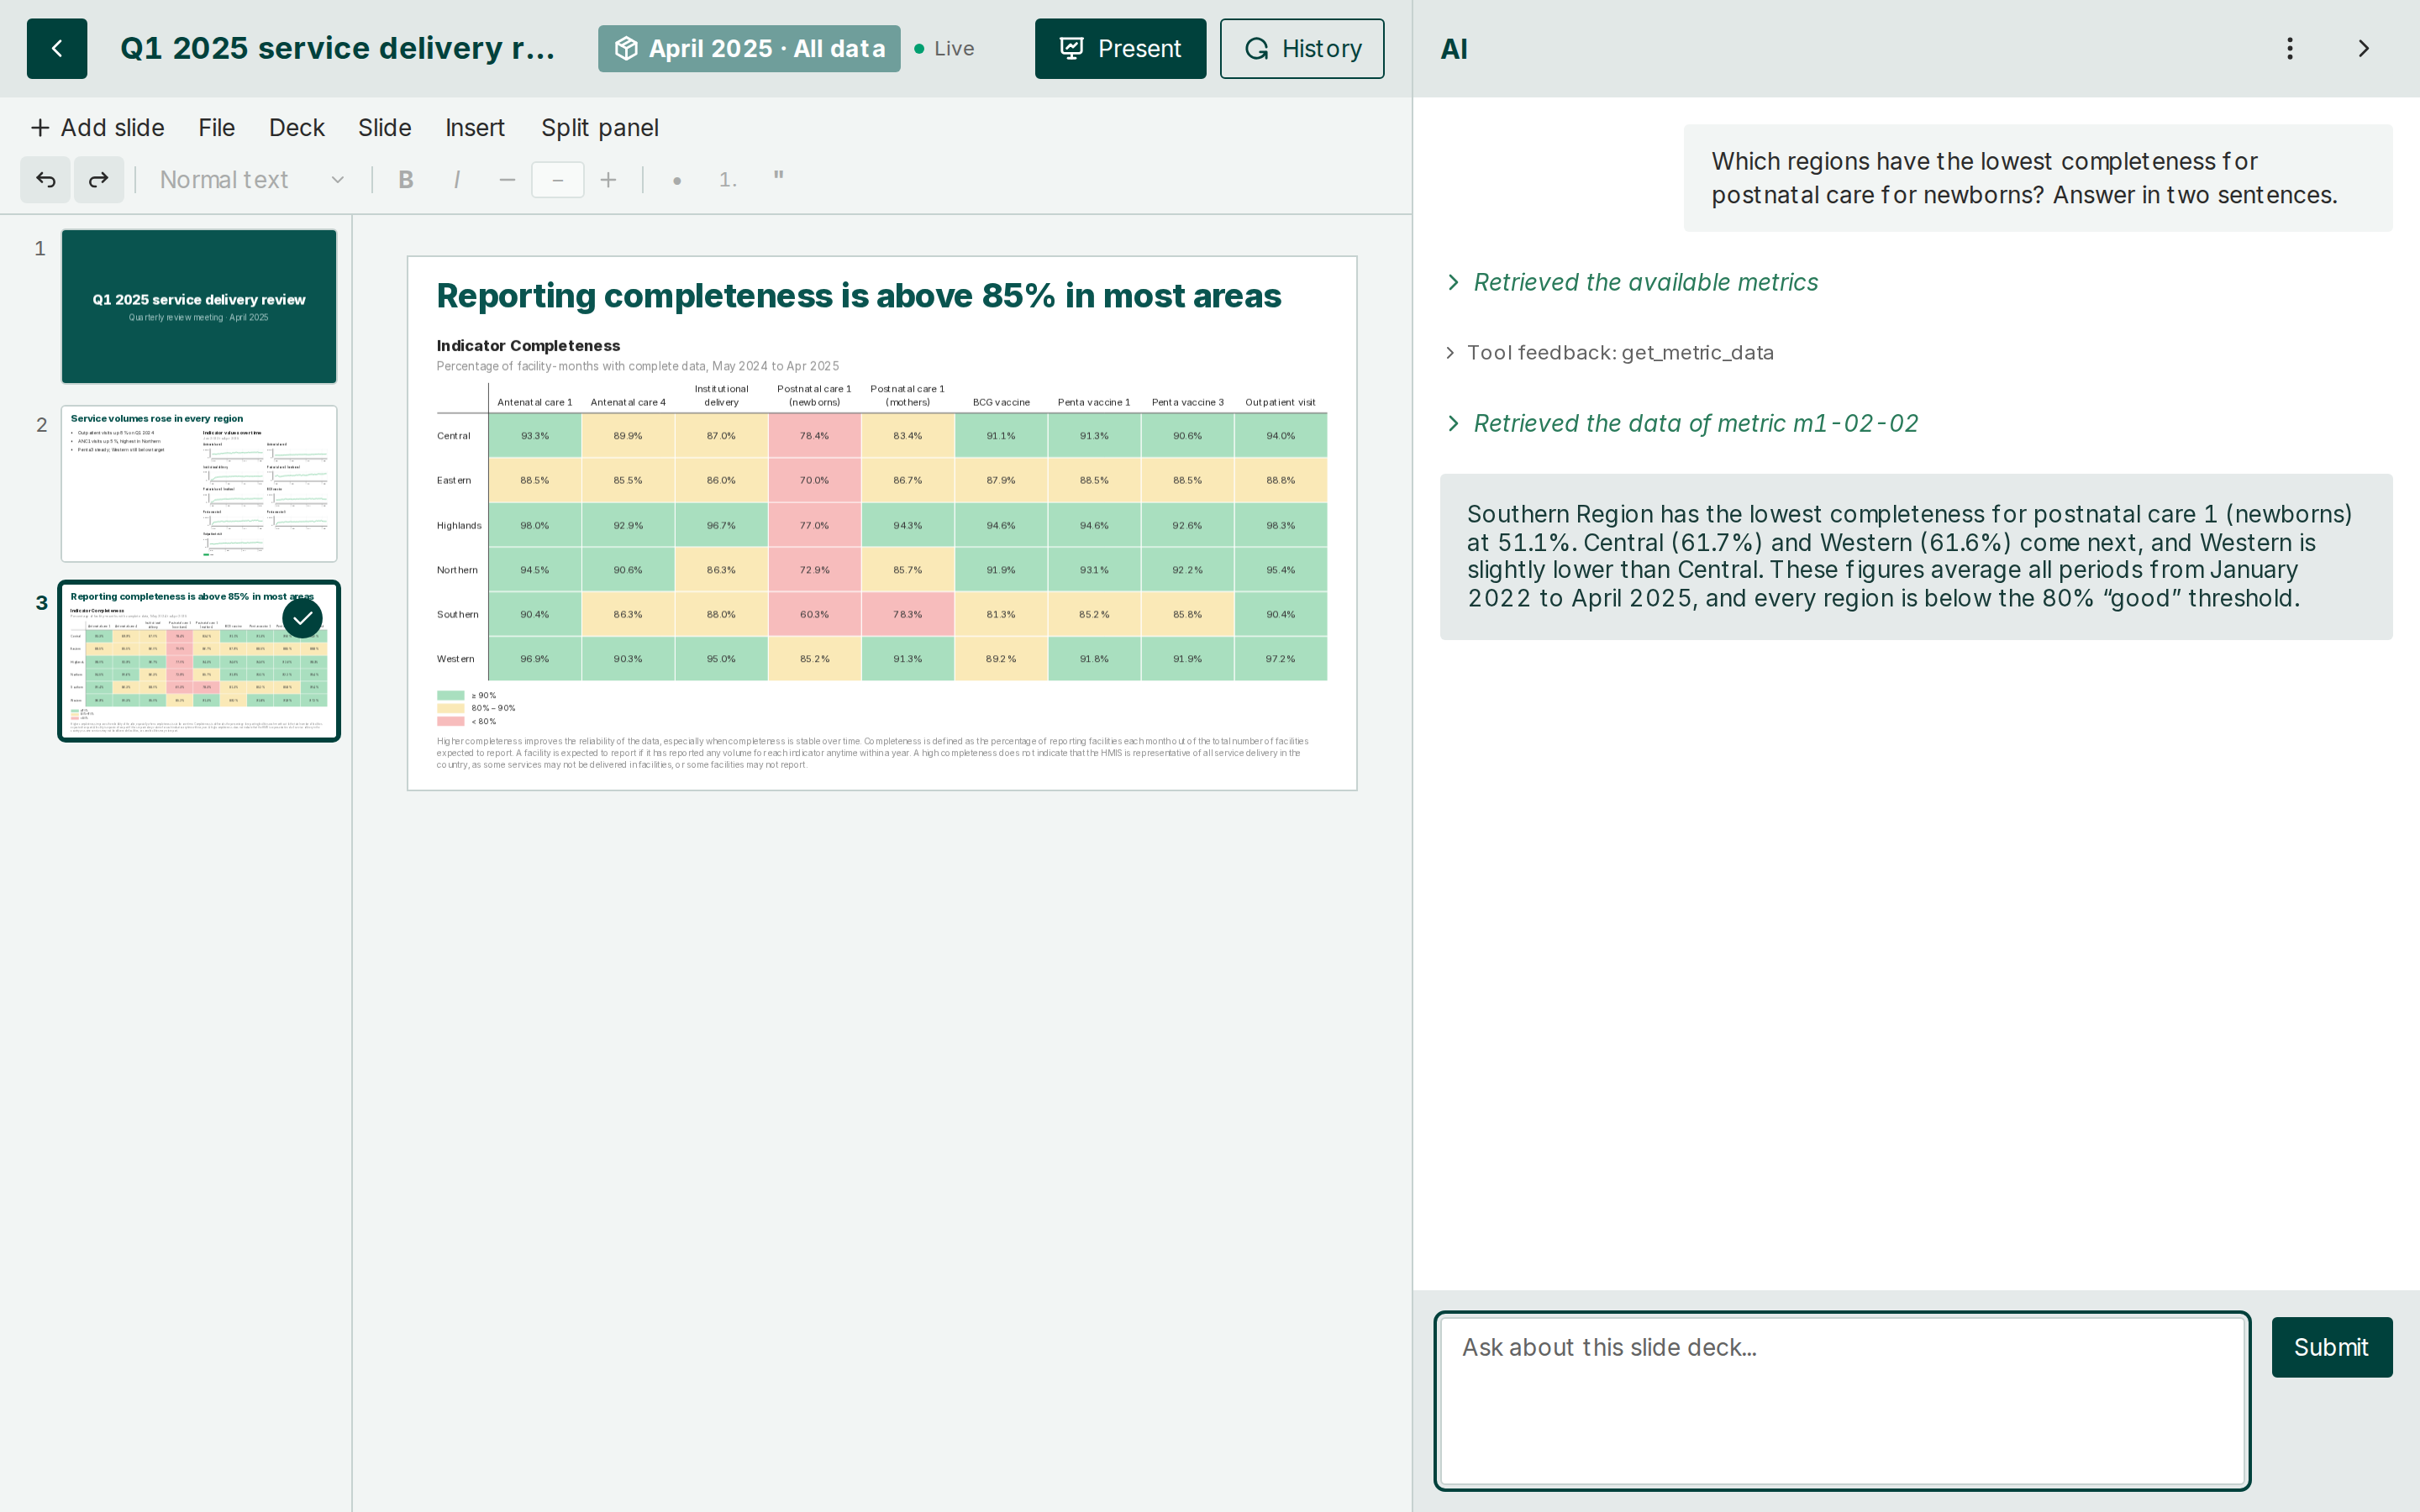 Q1 2025 service delivery r...
April 2025 · All data
Live
Present
History
AI
+ Add slide
File
Deck
Slide
Insert
Split panel
Normal text
B
I
–
1.
"
1
Q1 2025 service delivery review
Quarterly review meeting · April 2025
2
Service volumes rose in every region
3
Reporting completeness is above 85% in most areas
Indicator Completeness
Reporting completeness is above 85% in most areas
Indicator Completeness
Percentage of facility-months with complete data, May 2024 to Apr 2025
Antenatal care 1 Antenatal care 4 Institutional delivery Postnatal care 1 (newborns) Postnatal care 1 (mothers) BCG vaccine Penta vaccine 1 Penta vaccine 3 Outpatient visit
Central 93.3% 89.9% 87.0% 78.4% 83.4% 91.1% 91.3% 90.6% 94.0%
Eastern 88.5% 85.5% 86.0% 70.0% 86.7% 87.9% 88.5% 88.5% 88.8%
Highlands 98.0% 92.9% 96.7% 77.0% 94.3% 94.6% 94.6% 92.6% 98.3%
Northern 94.5% 90.6% 86.3% 72.9% 85.7% 91.9% 93.1% 92.2% 95.4%
Southern 90.4% 86.3% 88.0% 60.3% 78.3% 81.3% 85.2% 85.8% 90.4%
Western 96.9% 90.3% 95.0% 85.2% 91.3% 89.2% 91.8% 91.9% 97.2%
≥ 90%
80% – 90%
< 80%
Higher completeness improves the reliability of the data, especially when completeness is stable over time. Completeness is defined as the percentage of reporting facilities each month out of the total number of facilities
expected to report. A facility is expected to report if it has reported any volume for each indicator anytime within a year. A high completeness does not indicate that the HMIS is representative of all service delivery in the
country, as some services may not be delivered in facilities, or some facilities may not report.
Which regions have the lowest completeness for
postnatal care for newborns? Answer in two sentences.
Retrieved the available metrics
Tool feedback: get_metric_data
Retrieved the data of metric m1-02-02
Southern Region has the lowest completeness for postnatal care 1 (newborns)
at 51.1%. Central (61.7%) and Western (61.6%) come next, and Western is
slightly lower than Central. These figures average all periods from January
2022 to April 2025, and every region is below the 80% “good” threshold.
Ask about this slide deck...
Submit